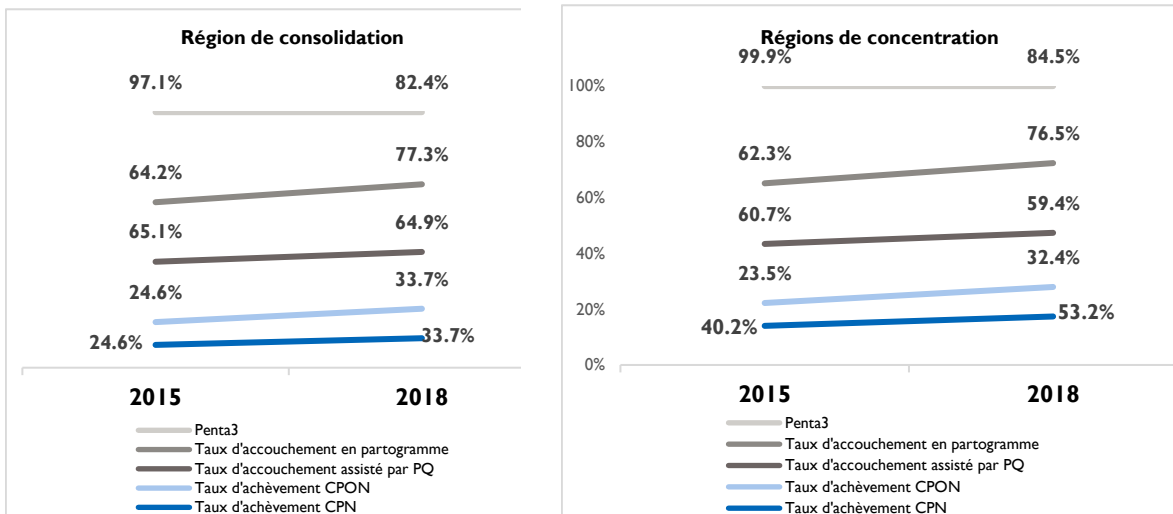 Région de consolidation
97.1%
82.4%
64.2%
77.3%
65.1%
64.9%
24.6%
33.7%
24.6%
33.7%
2015
2018
Penta3
Taux d'accouchement en partogramme
Taux d'accouchement assisté par PQ
Taux d'achèvement CPON
Taux d'achèvement CPN
Régions de concentration
99.9%
84.5%
100%
80%
60%
40%
20%
0%
62.3%
76.5%
60.7%
59.4%
23.5%
32.4%
40.2%
53.2%
2015
2018
Penta3
Taux d'accouchement en partogramme
Taux d'accouchement assisté par PQ
Taux d'achèvement CPON
Taux d'achèvement CPN